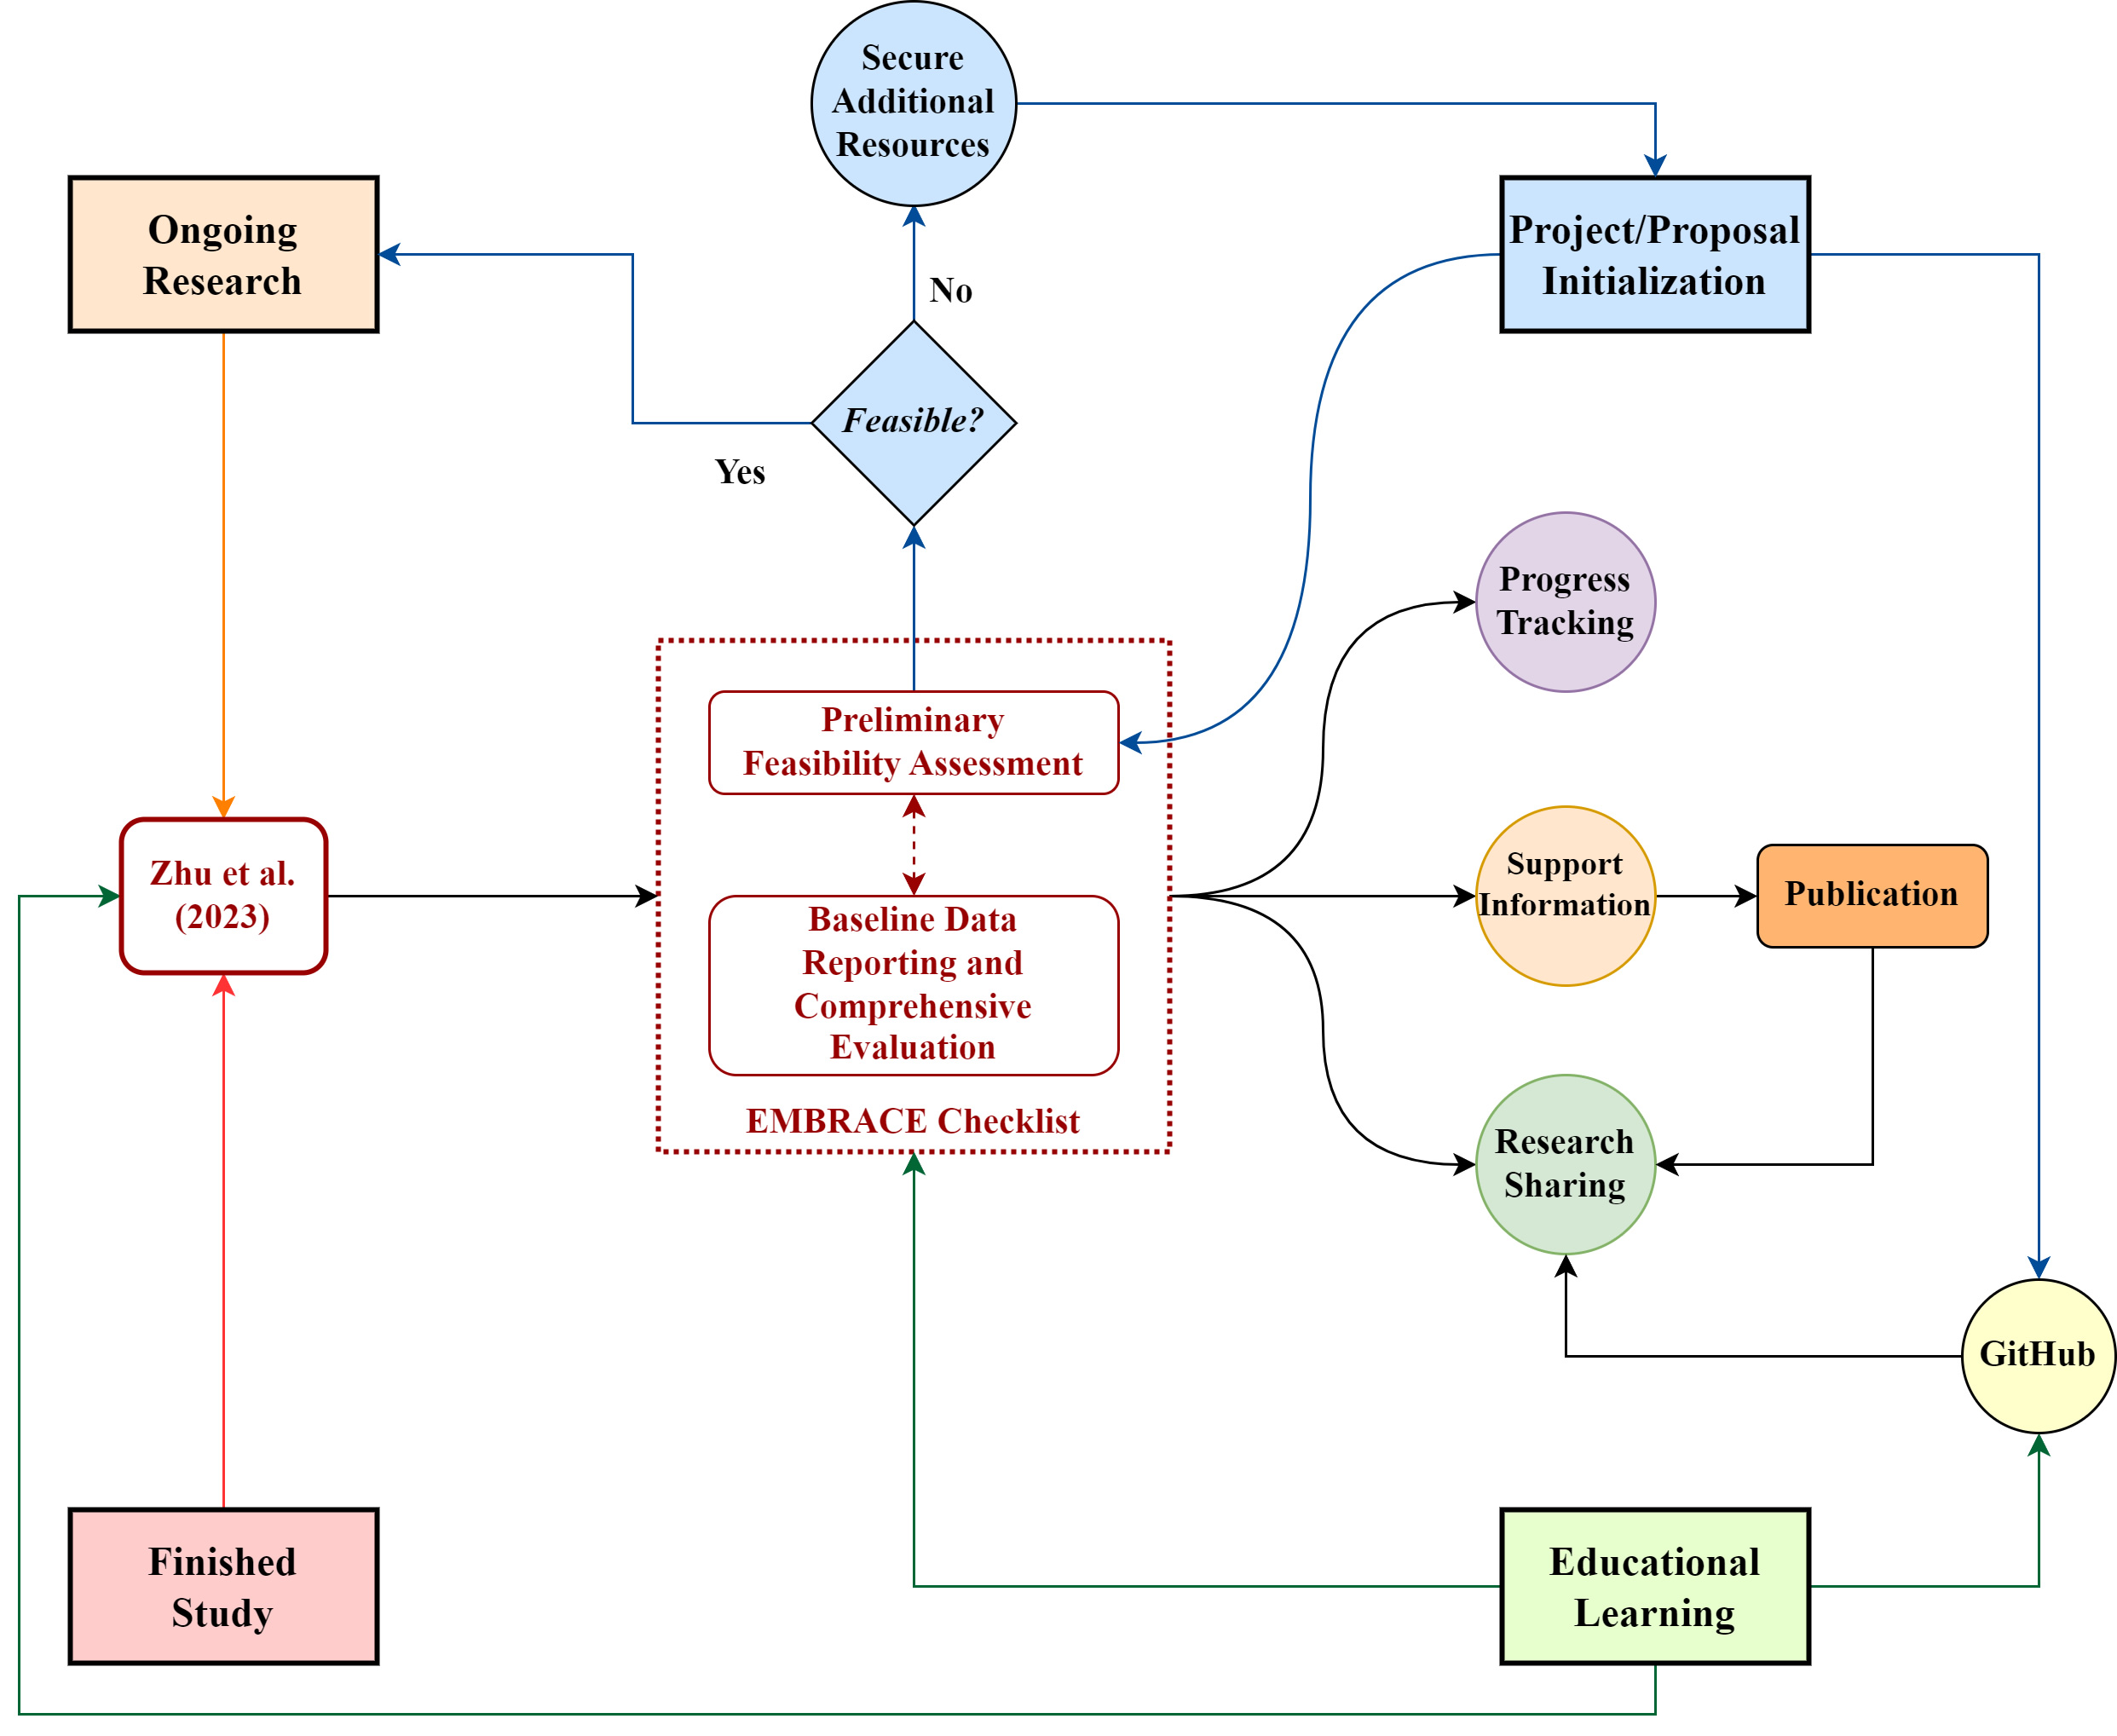 Secure
Additional
Resources
Ongoing
Research
Project/Proposal
Initialization
No
Feasible?
Yes
Progress
Tracking
Preliminary
Feasibility Assessment
Zhu et al.
(2023)
Baseline Data
Reporting and
Comprehensive
Evaluation
EMBRACE Checklist
Support
Information
Publication
Research
Sharing
GitHub
Finished
Study
Educational
Learning